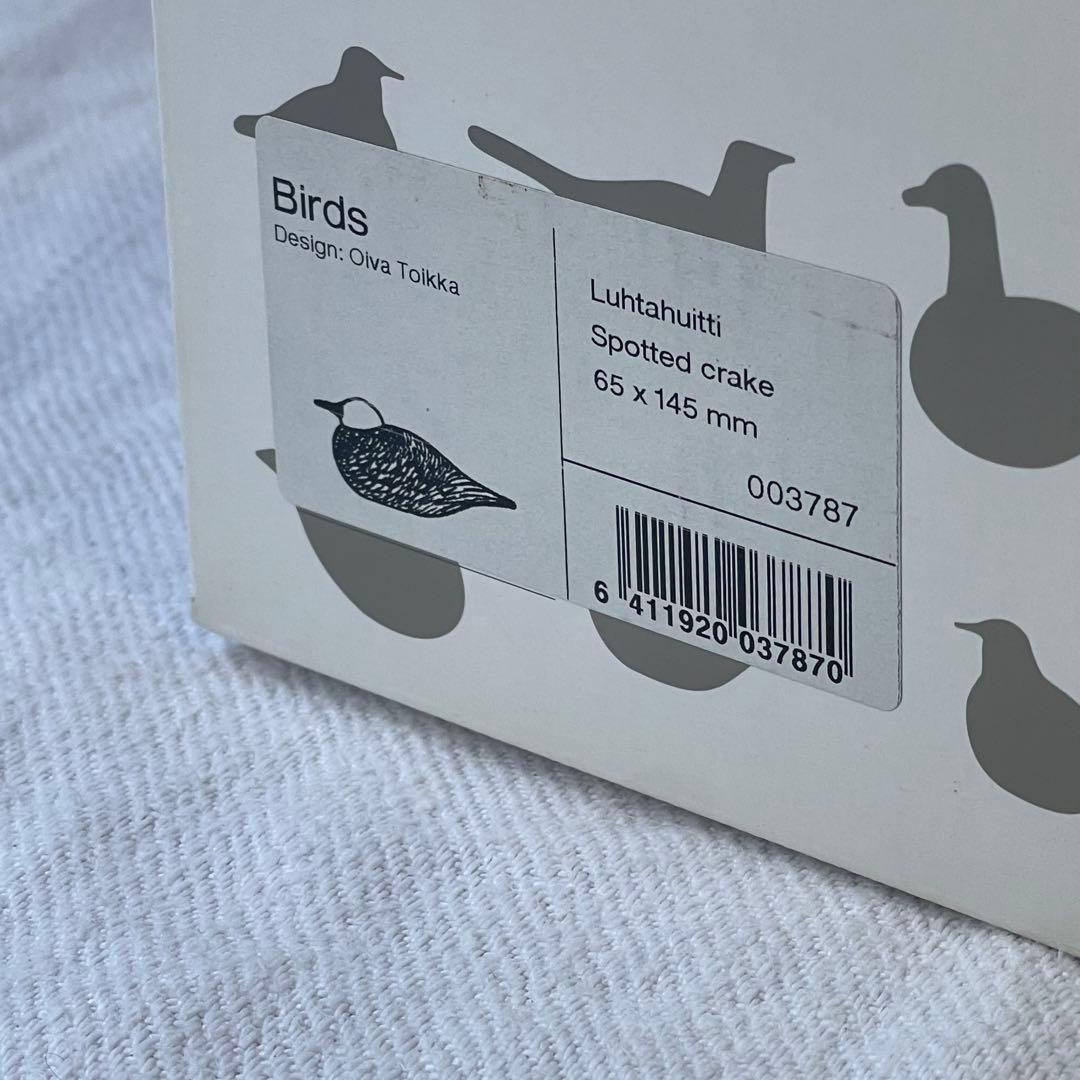 Birds
Design: Oiva Toikka
Luhtahuitti
Spotted crake
65 x 145 mm
003787
6 411920 037870